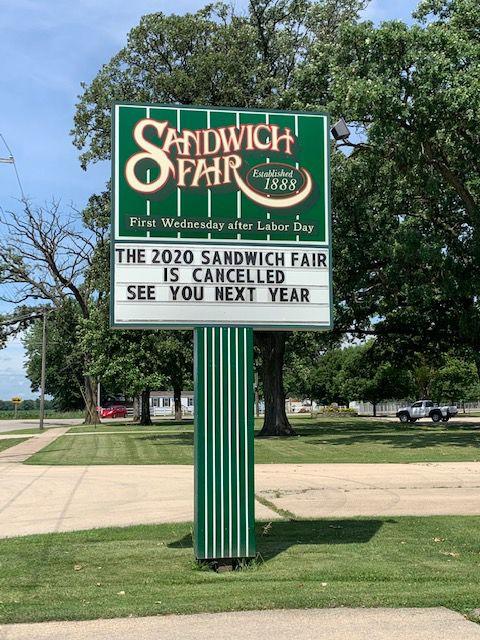 SANDWICH
FAIR
Established
1888
First Wednesday after Labor Day
THE 2020 SANDWICH FAIR
IS CANCELLED
SEE YOU NEXT YEAR